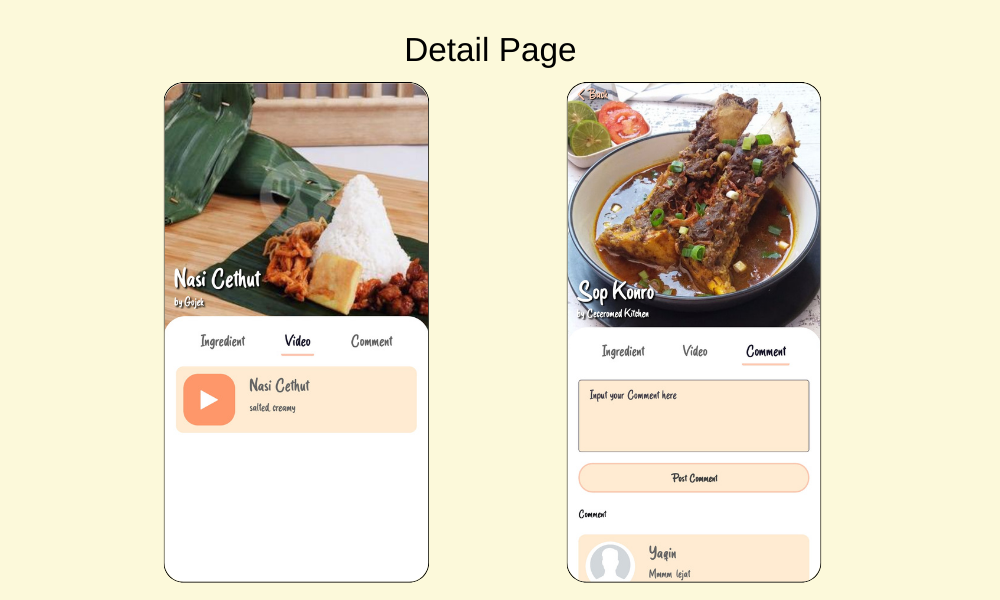 Detail Page
Nasi Cethut
by Gojek
Ingredient Video Comment
Nasi Cethut
salted, creamy
< Back
Sop Konro
by Ceceromed Kitchen
Ingredient Video Comment
Input your Comment here
Post Comment
Comment
Yaqin
Mmmm lejat